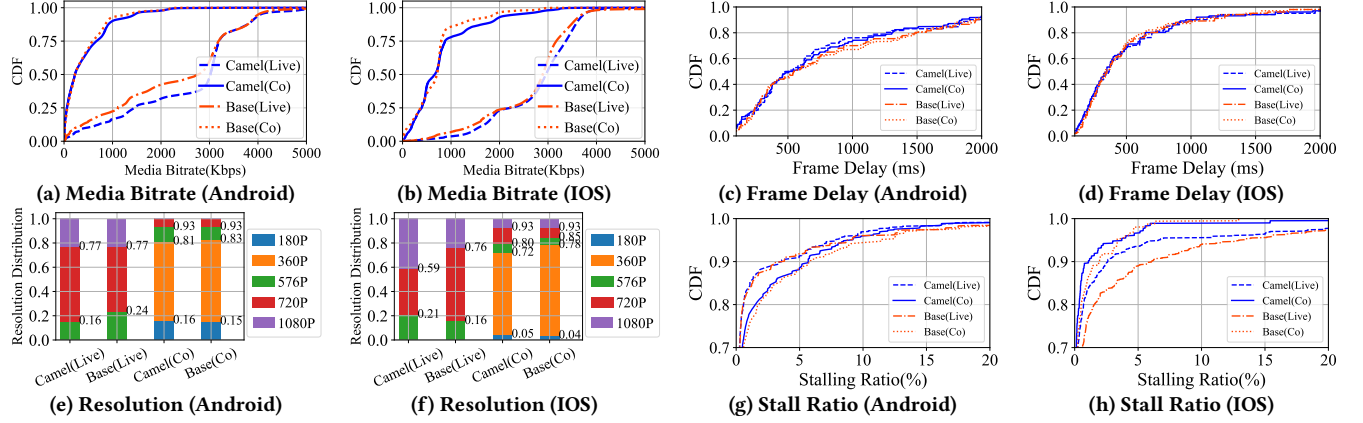 1.00
0.75
0.50
0.25
0.00
CDF
0 1000 2000 3000 4000 5000
Media Bitrate(Kbps)
Camel(Live)
Camel(Co)
Base(Live)
Base(Co)
(a) Media Bitrate (Android)
1.00
0.75
0.50
0.25
0.00
CDF
0 1000 2000 3000 4000 5000
Media Bitrate(Kbps)
Camel(Live)
Camel(Co)
Base(Live)
Base(Co)
(b) Media Bitrate (IOS)
1.0
0.8
0.6
0.4
0.2
0.0
CDF
500 1000 1500 2000
Frame Delay (ms)
Camel(Live)
Camel(Co)
Base(Live)
Base(Co)
(c) Frame Delay (Android)
1.0
0.8
0.6
0.4
0.2
0.0
CDF
500 1000 1500 2000
Frame Delay (ms)
Camel(Live)
Camel(Co)
Base(Live)
Base(Co)
(d) Frame Delay (IOS)
1.0
0.8
0.6
0.4
0.2
0.0
Resolution Distribution
0.77 0.77 0.93 0.93
0.81 0.83
0.16 0.24 0.16 0.15
Camel(Live) Base(Live) Camel(Co) Base(Co)
180P
360P
576P
720P
1080P
(e) Resolution (Android)
1.0
0.8
0.6
0.4
0.2
0.0
Resolution Distribution
0.59 0.76 0.93 0.93
0.80 0.85
0.72 0.78
0.21 0.16 0.05 0.04
Camel(Live) Base(Live) Camel(Co) Base(Co)
180P
360P
576P
720P
1080P
(f) Resolution (IOS)
1.0
0.9
0.8
0.7
CDF
0 5 10 15 20
Stalling Ratio(%)
Camel(Live)
Camel(Co)
Base(Live)
Base(Co)
(g) Stall Ratio (Android)
1.0
0.9
0.8
0.7
CDF
0 5 10 15 20
Stalling Ratio(%)
Camel(Live)
Camel(Co)
Base(Live)
Base(Co)
(h) Stall Ratio (IOS)